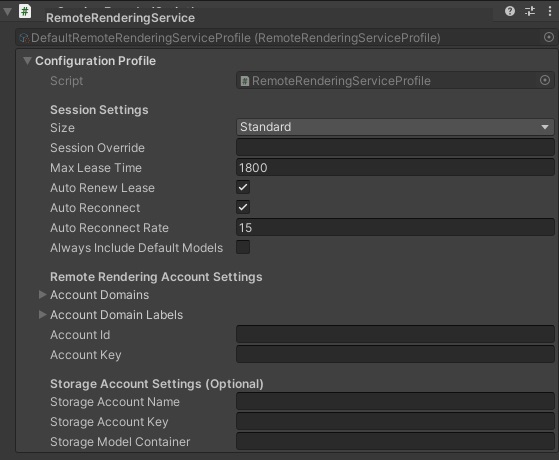 RemoteRenderingService
DefaultRemoteRenderingServiceProfile (RemoteRenderingServiceProfile)
Configuration Profile
Script # RemoteRenderingServiceProfile
Session Settings
Size Standard
Session Override
Max Lease Time 1800
Auto Renew Lease
Auto Reconnect
Auto Reconnect Rate 15
Always Include Default Models
Remote Rendering Account Settings
Account Domains
Account Domain Labels
Account Id
Account Key
Storage Account Settings (Optional)
Storage Account Name
Storage Account Key
Storage Model Container